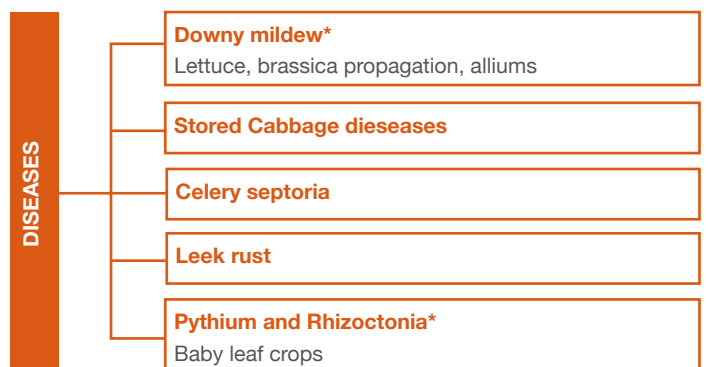 DISEASES
Downy mildew*
Lettuce, brassica propagation, alliums
Stored Cabbage dieseases
Celery septoria
Leek rust
Pythium and Rhizoctonia*
Baby leaf crops